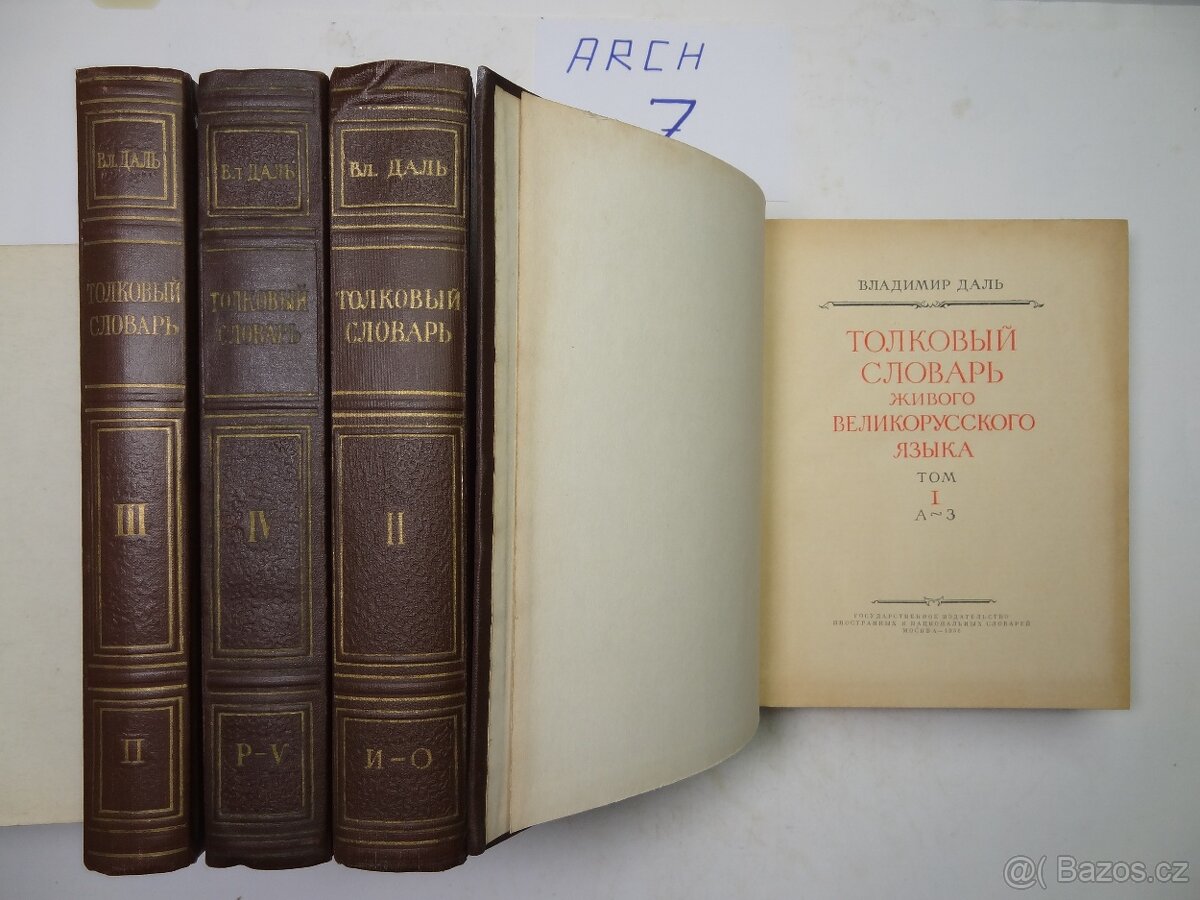 ARCH
7
Вл. ДАЛЬ
ТОЛКОВЫЙ
СЛОВАРЬ
III
П
Вл ДАЛЬ
ТОЛКОВЫЙ
СЛОВАРЬ
IV
Р-V
Вл. ДАЛЬ
ТОЛКОВЫЙ
СЛОВАРЬ
II
И-О
ВЛАДИМИР ДАЛЬ
ТОЛКОВЫЙ
СЛОВАРЬ
ЖИВОГО
ВЕЛИКОРУССКОГО
ЯЗЫКА
ТОМ
I
А~З
ГОСУДАРСТВЕННОЕ ИЗДАТЕЛЬСТВО
ИНОСТРАННЫХ И НАЦИОНАЛЬНЫХ СЛОВАРЕЙ
МОСКВА
@( Bazos.cz